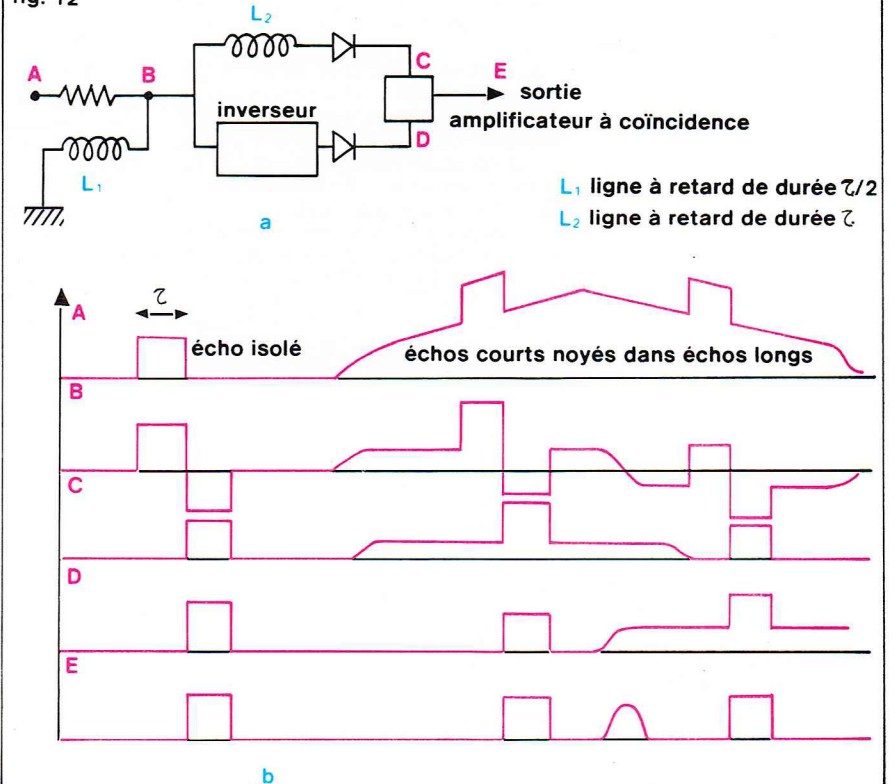 fig. 12
L₂
A
B
C
E
inverseur
sortie
amplificateur à coïncidence
D
L₁
L₁ ligne à retard de durée τ/2
L₂ ligne à retard de durée τ
a
A
τ
écho isolé
échos courts noyés dans échos longs
B
C
D
E
b